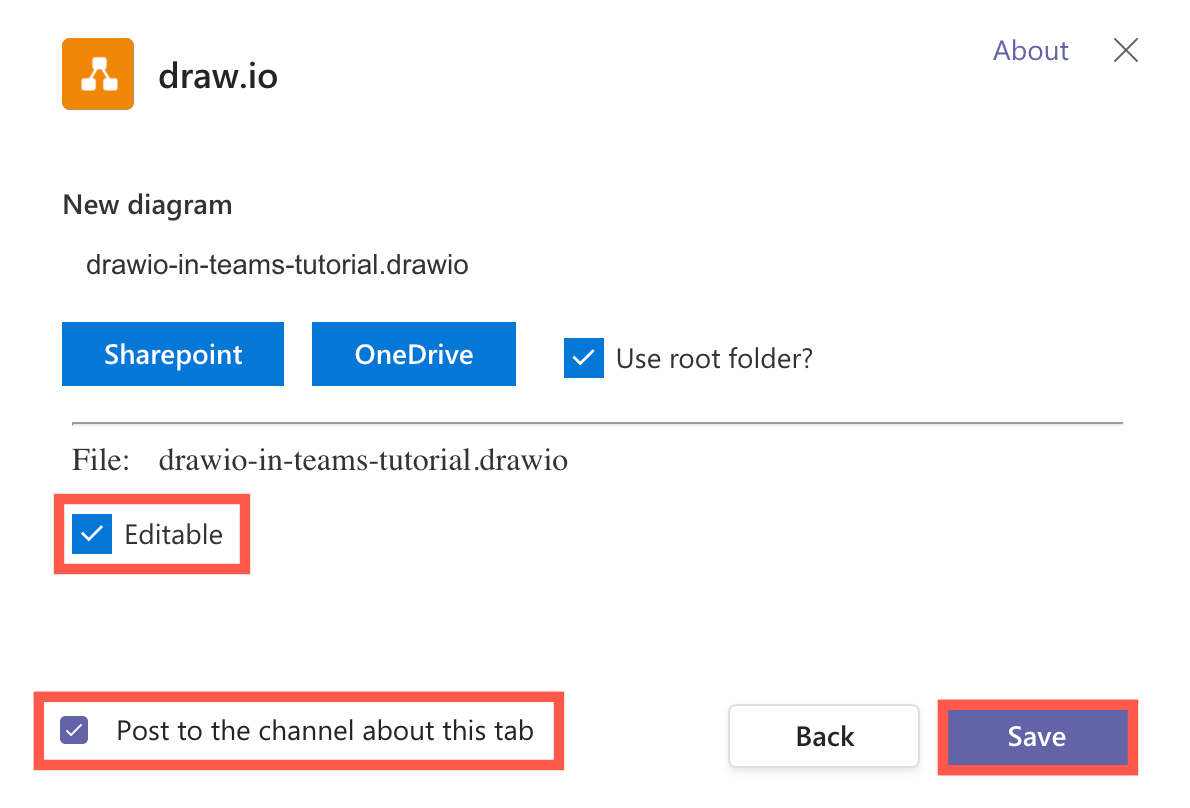 draw.io
About
New diagram
drawio-in-teams-tutorial.drawio
Sharepoint OneDrive Use root folder?
File: drawio-in-teams-tutorial.drawio
Editable
Post to the channel about this tab
Back Save